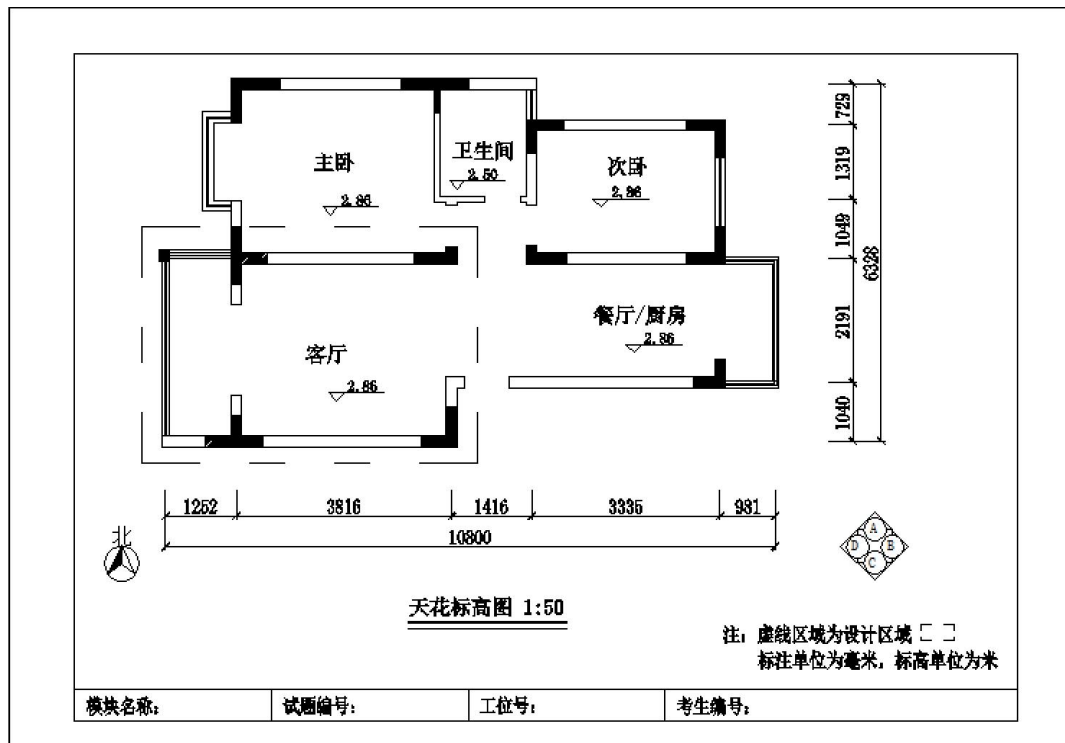 729
1319
1049
6328
2191
1040
主卧
2.86
卫生间
2.50
次卧
2.86
餐厅/厨房
2.86
客厅
2.86
1252
3816
1416
3335
981
10800
北
A
D
B
C
天花标高图 1:50
注：虚线区域为设计区域
标注单位为毫米，标高单位为米
模块名称：
试题编号：
工位号：
考生编号：